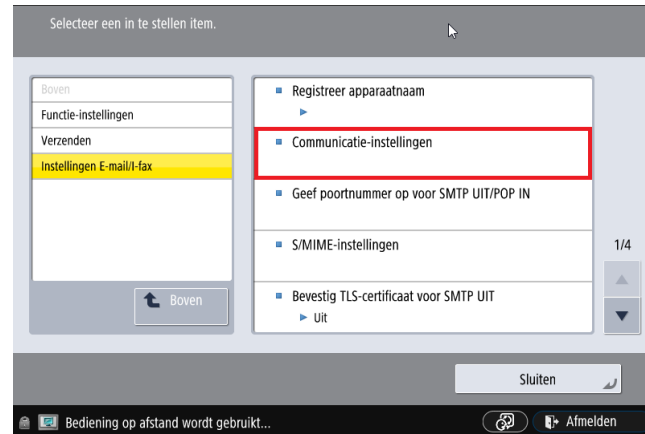 Selecteer een in te stellen item.
Boven
Functie-instellingen
Verzenden
Instellingen E-mail/I-fax
Boven
Registreer apparaatnaam
Communicatie-instellingen
Geef poortnummer op voor SMTP UIT/POP IN
S/MIME-instellingen
Bevestig TLS-certificaat voor SMTP UIT
Uit
1/4
Sluiten
Bediening op afstand wordt gebruikt...
Afmelden